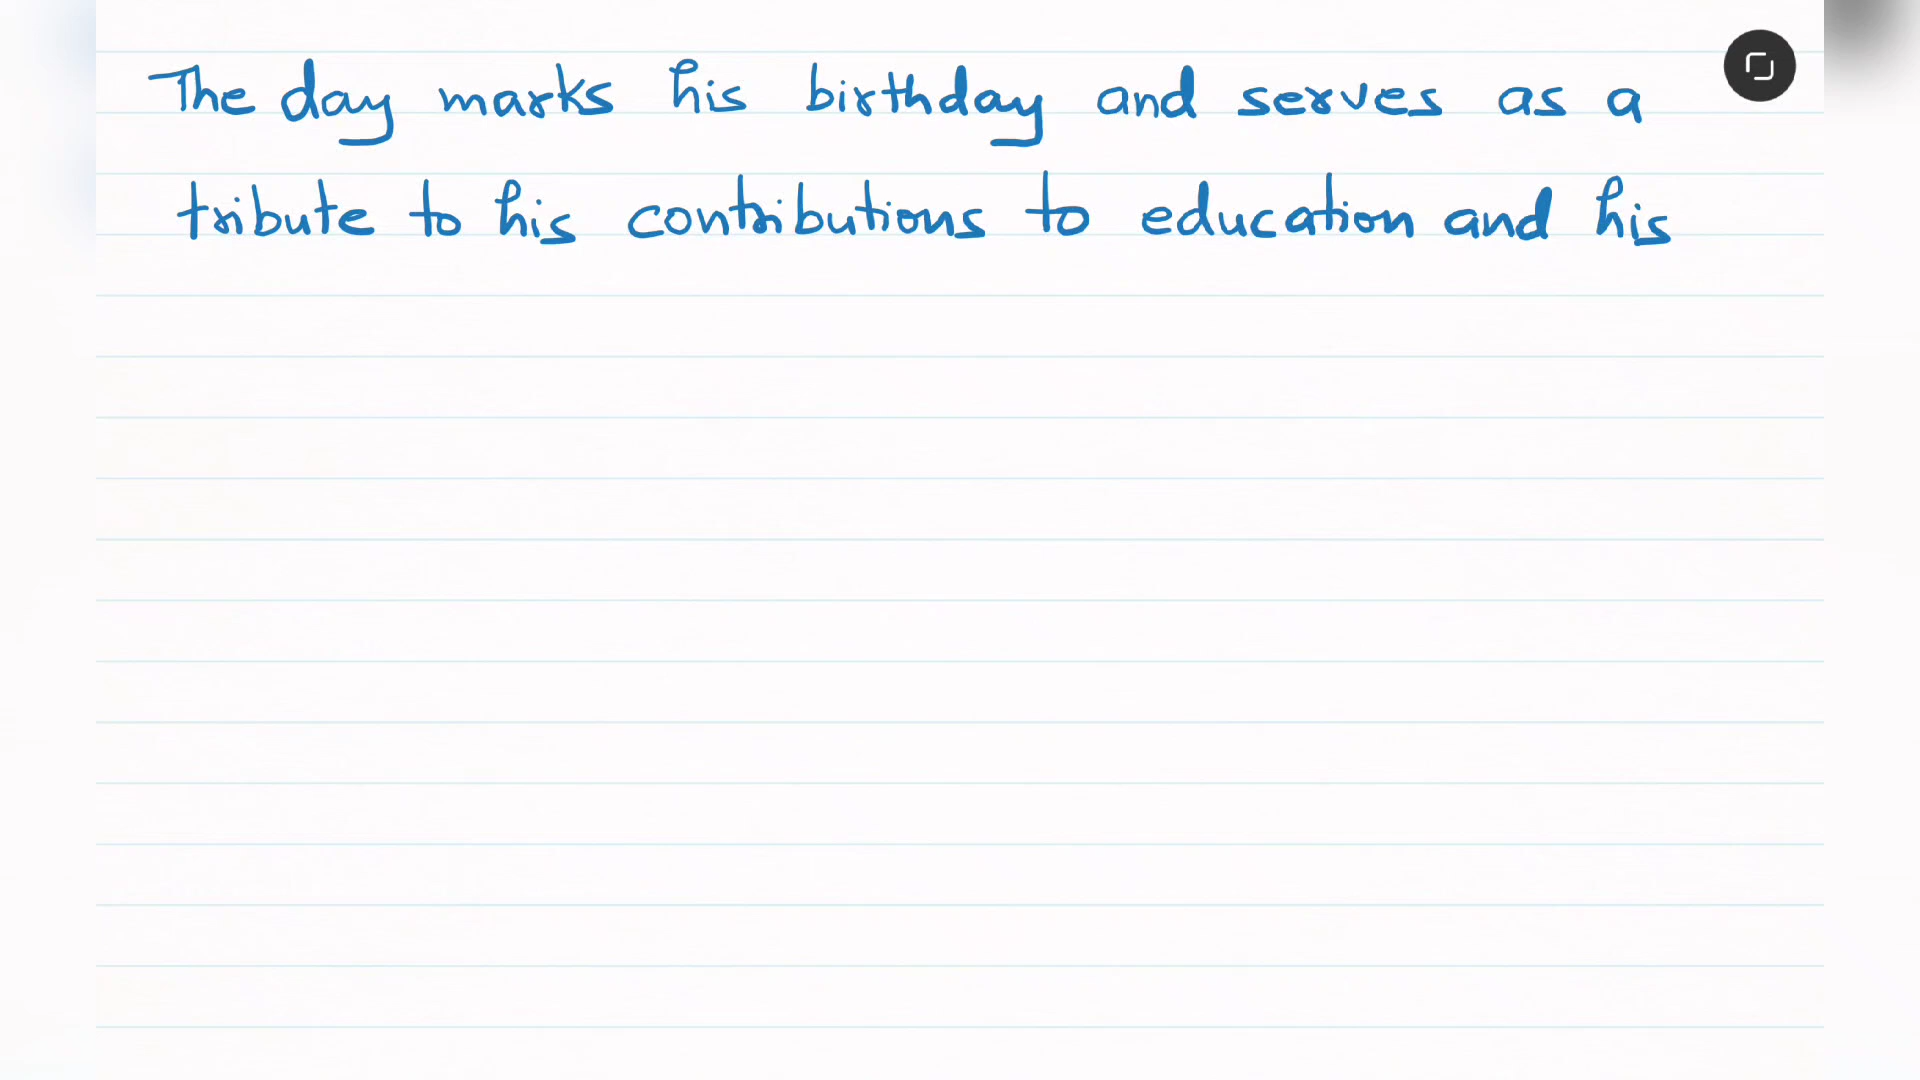 The day marks his birthday and serves as a
tribute to his contributions to education and his